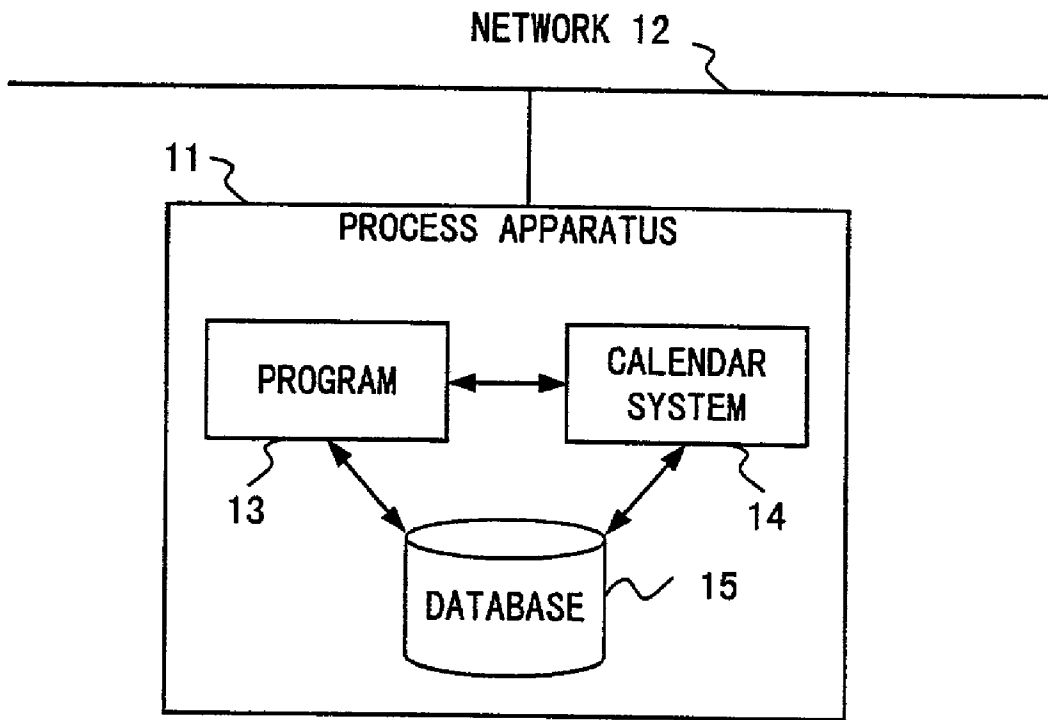 NETWORK 12
11
PROCESS APPARATUS
PROGRAM
CALENDAR
SYSTEM
13
14
DATABASE
15